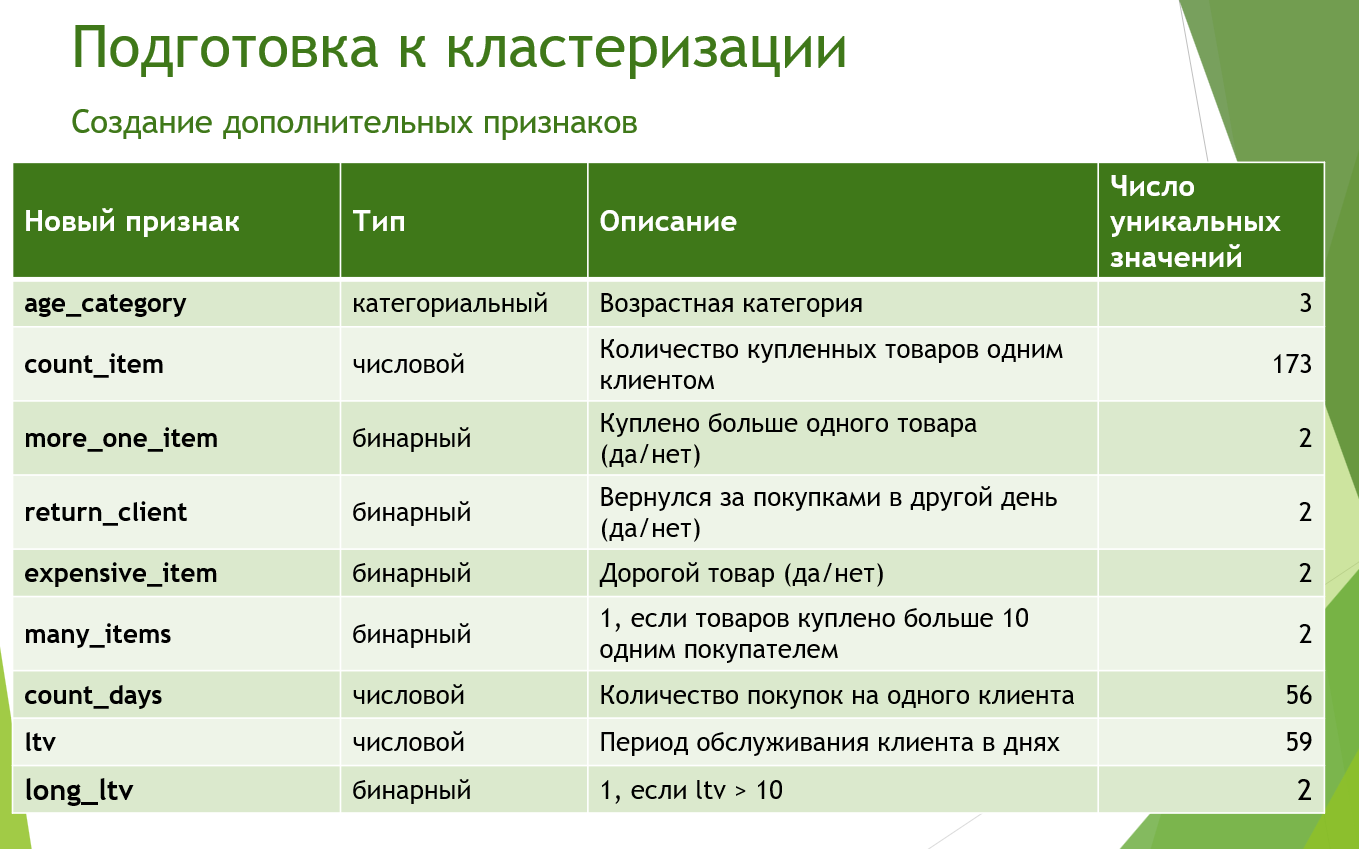 Подготовка к кластеризации
Создание дополнительных признаков
Новый признак Тип Описание Число
уникальных
значений
age_category категориальный Возрастная категория 3
count_item числовой Количество купленных товаров одним
клиентом 173
more_one_item бинарный Куплено больше одного товара
(да/нет) 2
return_client бинарный Вернулся за покупками в другой день
(да/нет) 2
expensive_item бинарный Дорогой товар (да/нет) 2
many_items бинарный 1, если товаров куплено больше 10
одним покупателем 2
count_days числовой Количество покупок на одного клиента 56
ltv числовой Период обслуживания клиента в днях 59
long_ltv бинарный 1, если ltv > 10 2